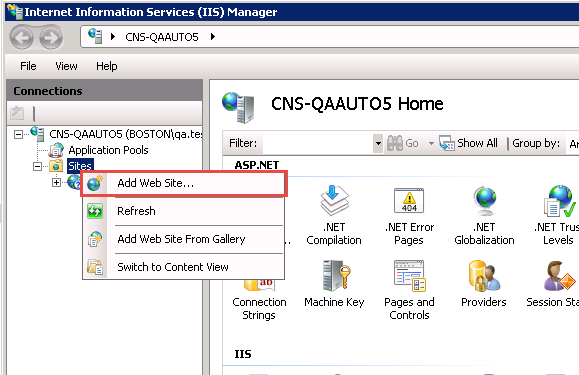 Internet Information Services (IIS) Manager
CNS-QAAUTO5
File View Help
Connections
CNS-QAAUTO5 (BOSTON\qa.te
Application Pools
Sites
Add Web Site...
Refresh
Add Web Site From Gallery
Switch to Content View
CNS-QAAUTO5 Home
Filter: Go Show All Group by:
ASP.NET
.NET Compilation
.NET Error Pages
.NET Globalization
.NET Trus
Levels
Connection Strings
Machine Key
Pages and Controls
Providers
Session Sta
IIS